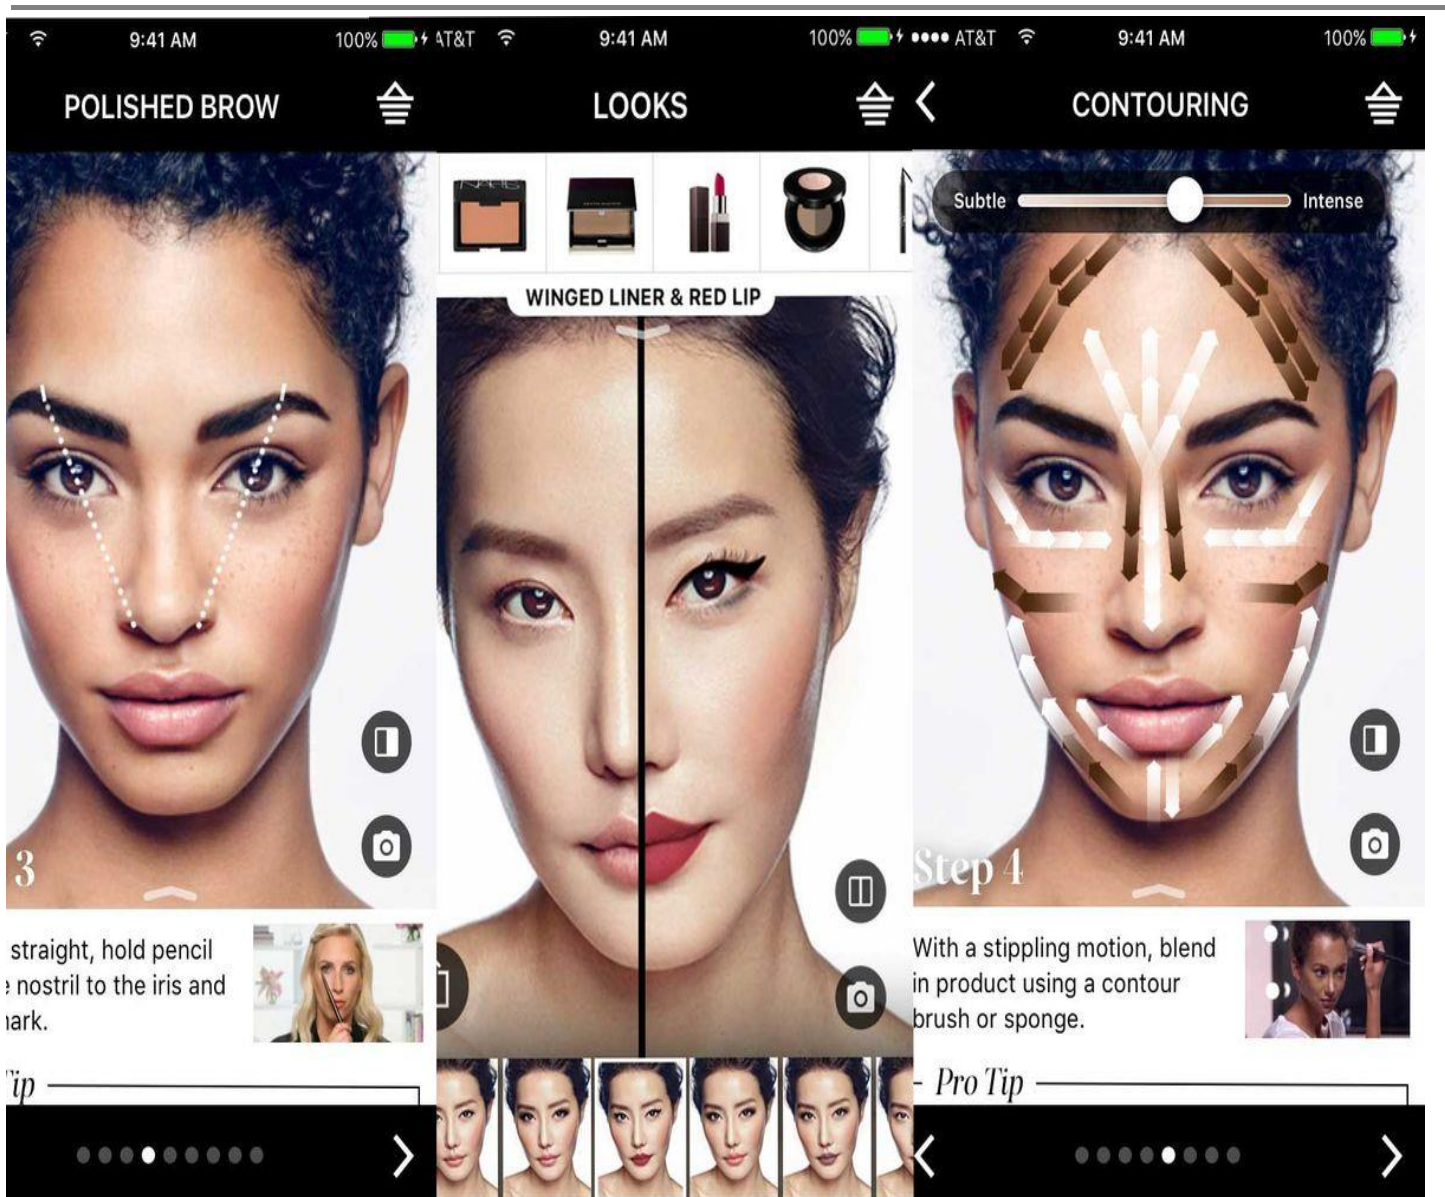 9:41 AM
100%
POLISHED BROW
3
straight, hold pencil
nostril to the iris and
AT&T
9:41 AM
100%
LOOKS
NARS
WINGED LINER & RED LIP
AT&T
9:41 AM
100%
CONTOURING
Subtle
Intense
Step 4
With a stippling motion, blend
in product using a contour
brush or sponge.
Pro Tip